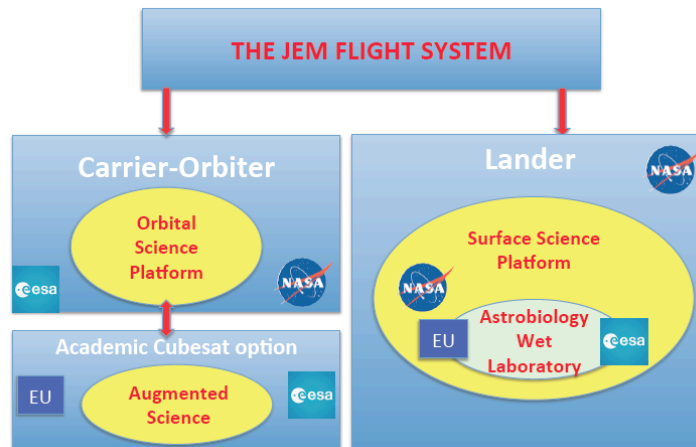 THE JEM FLIGHT SYSTEM
Carrier-Orbiter
Orbital
Science
Platform
esa
NASA
Academic Cubesat option
EU
Augmented
Science
esa
Lander
NASA
Surface Science
Platform
NASA
Astrobiology
Wet
Laboratory
EU
esa